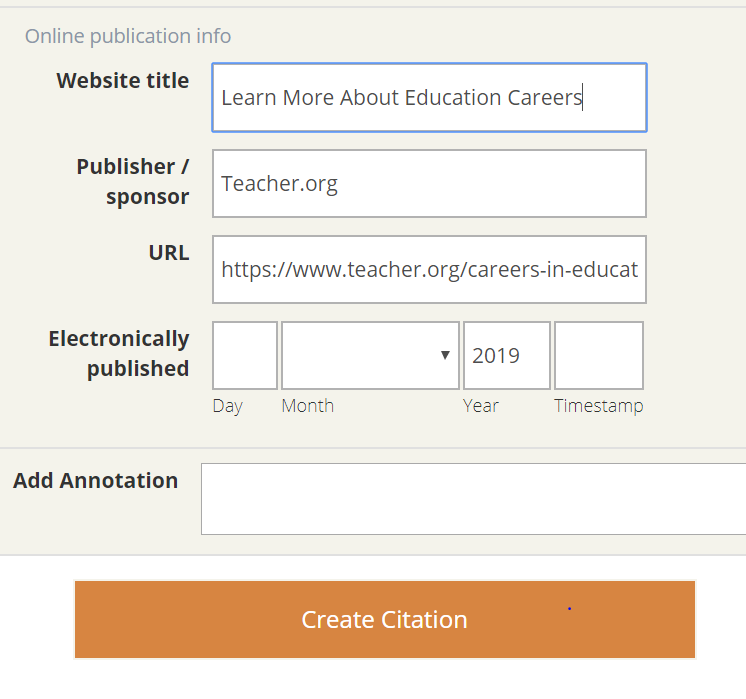 Online publication info
Website title
Learn More About Education Careers
Publisher /
sponsor
Teacher.org
URL
https://www.teacher.org/careers-in-educat
Electronically
published
2019
Day Month Year Timestamp
Add Annotation
Create Citation